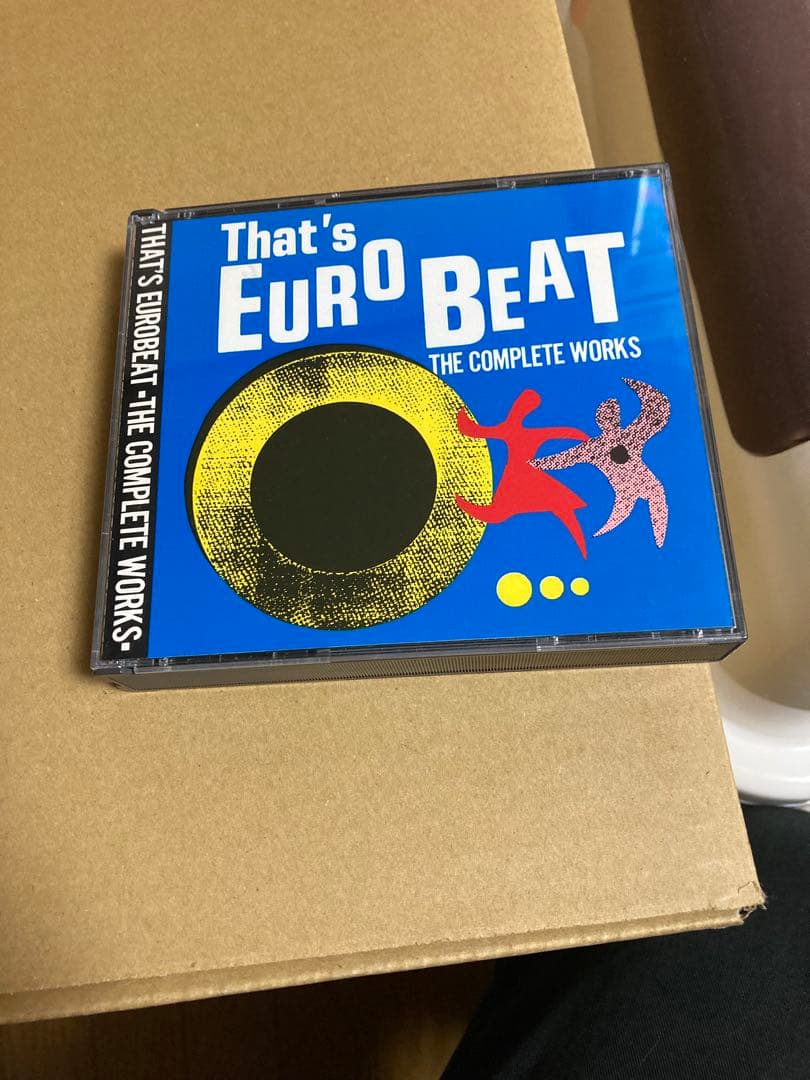 That's
EURO BEAT
THE COMPLETE WORKS
THAT'S EUROBEAT -THE COMPLETE WORKS-